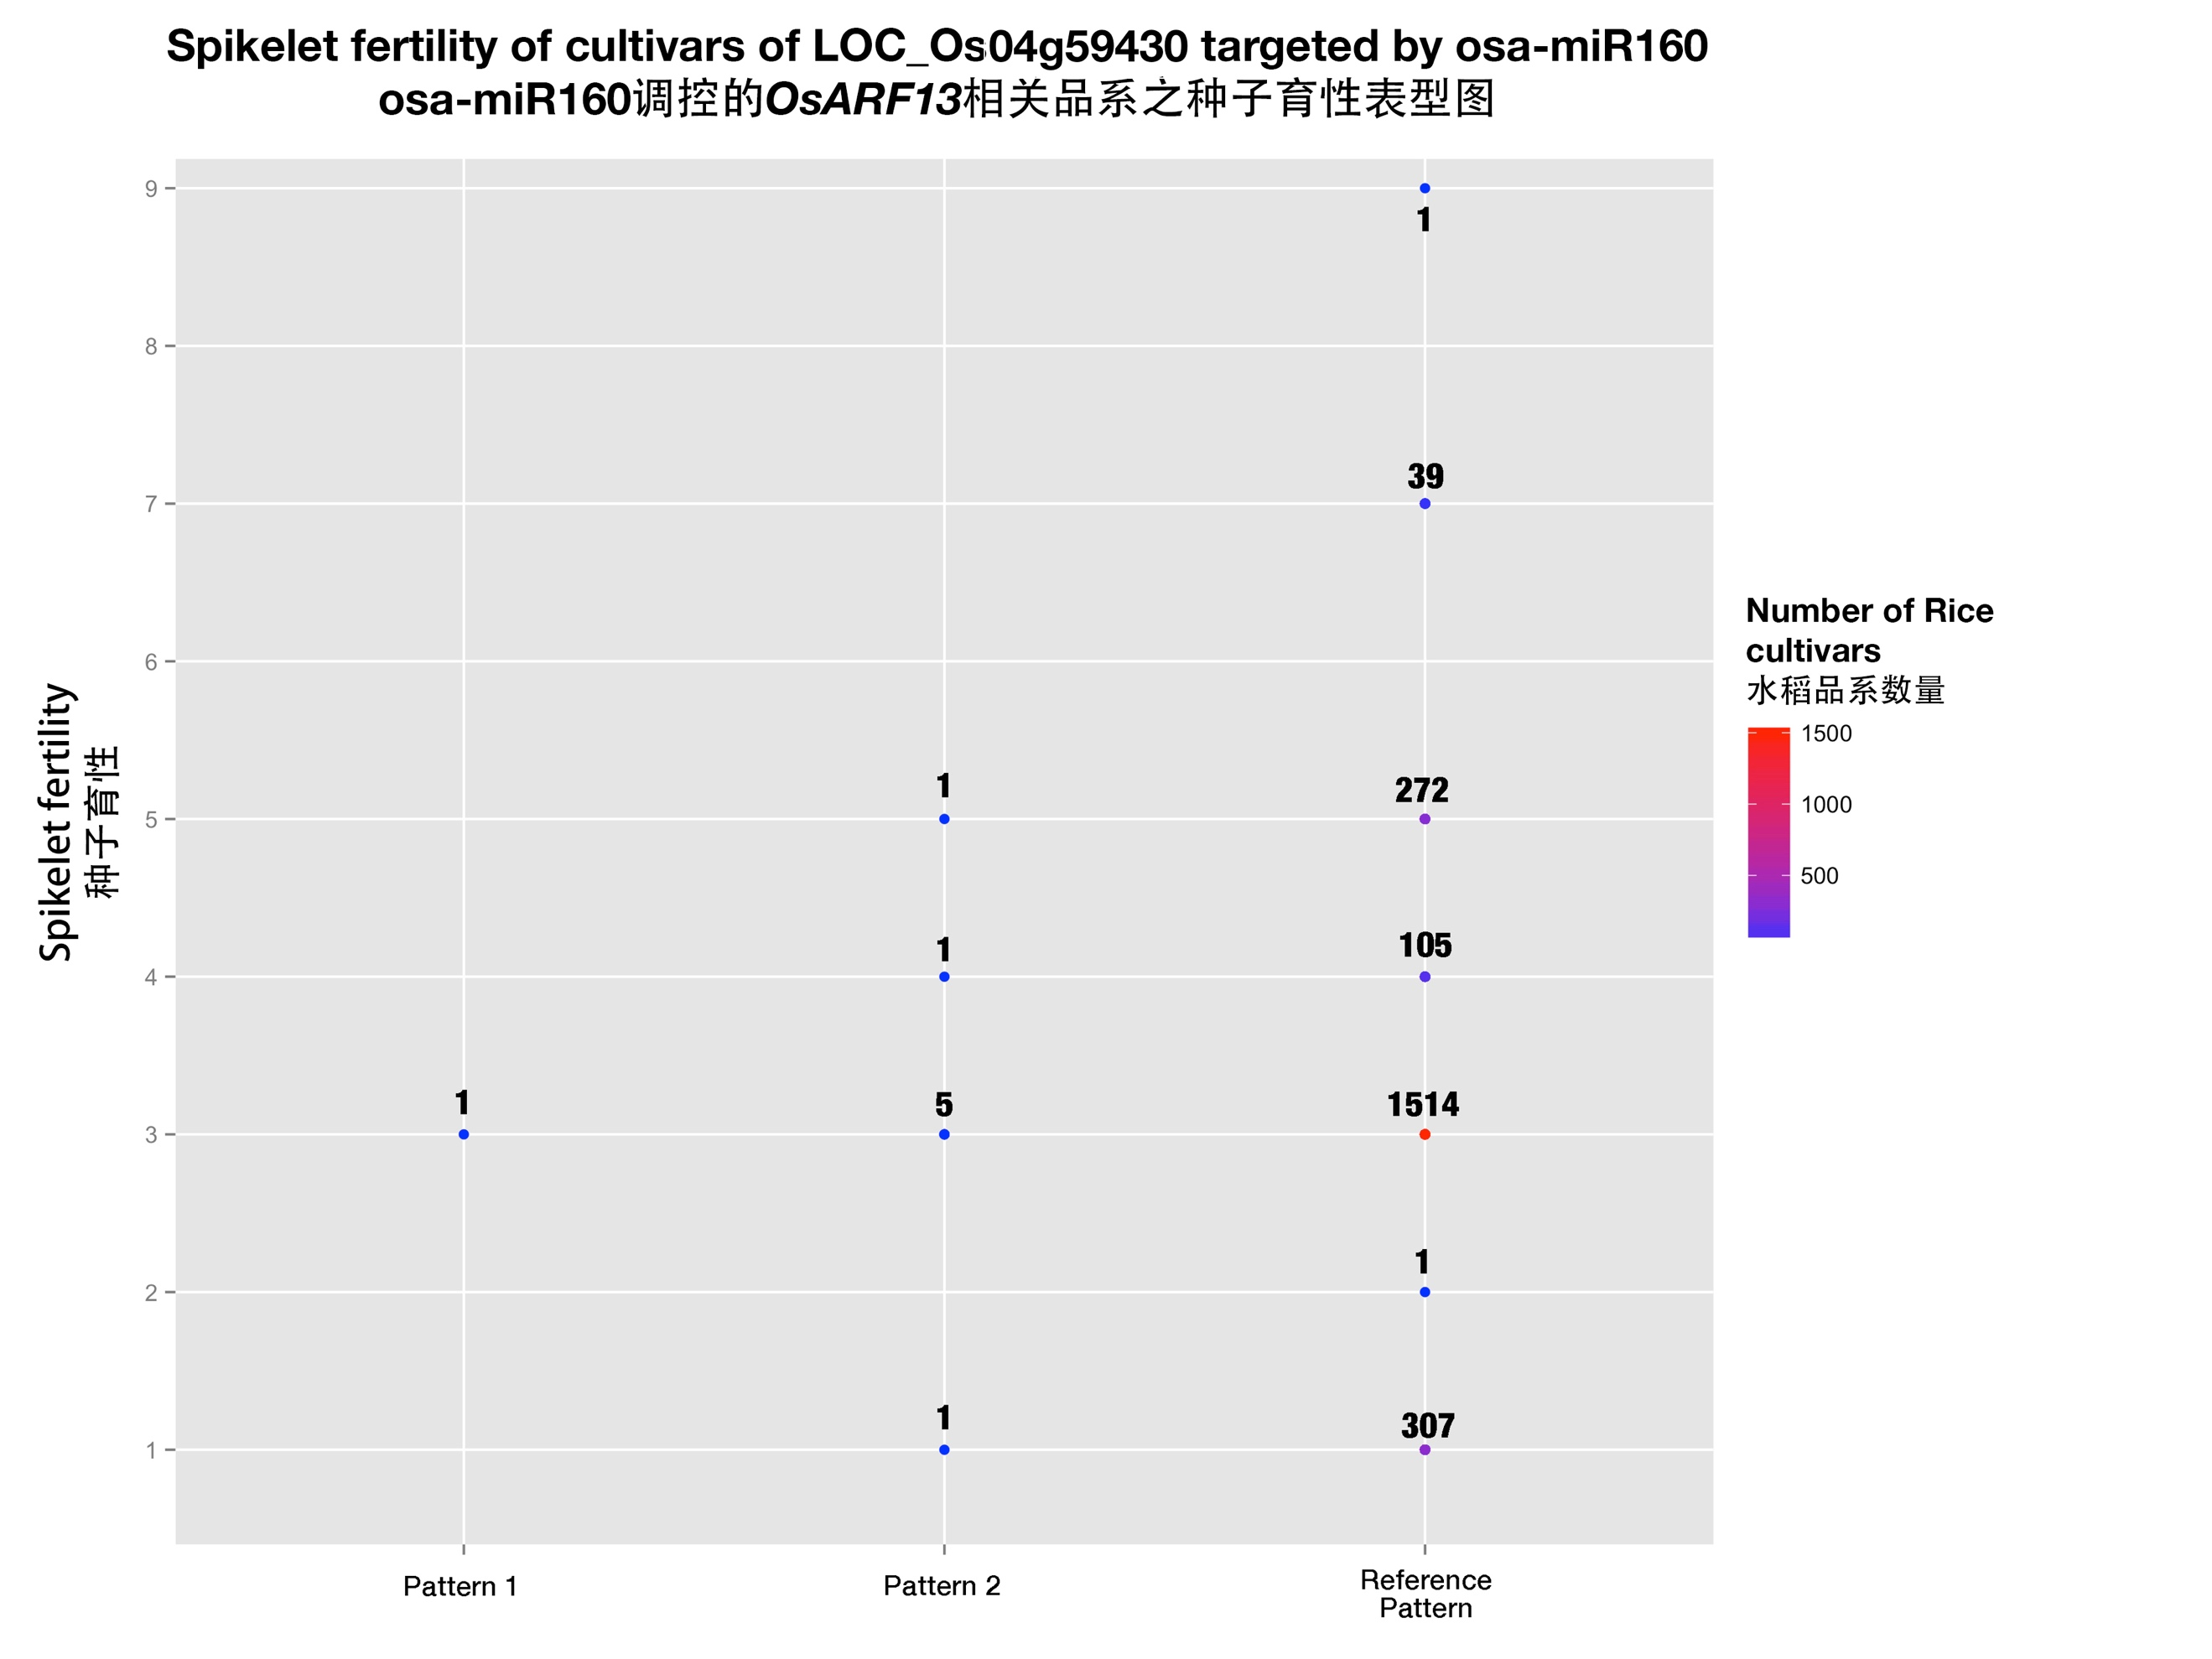 Spikelet fertility of cultivars of LOC_Os04g59430 targeted by osa-miR160
osa-miR160调控的OsARF13相关品系之种子育性表型图
Spikelet fertility
种子育性
9
8
7
6
5
4
3
2
1
1
39
1
272
1
105
1
5
1514
1
1
307
Pattern 1
Pattern 2
Reference
Pattern
Number of Rice
cultivars
水稻品系数量
1500
1000
500